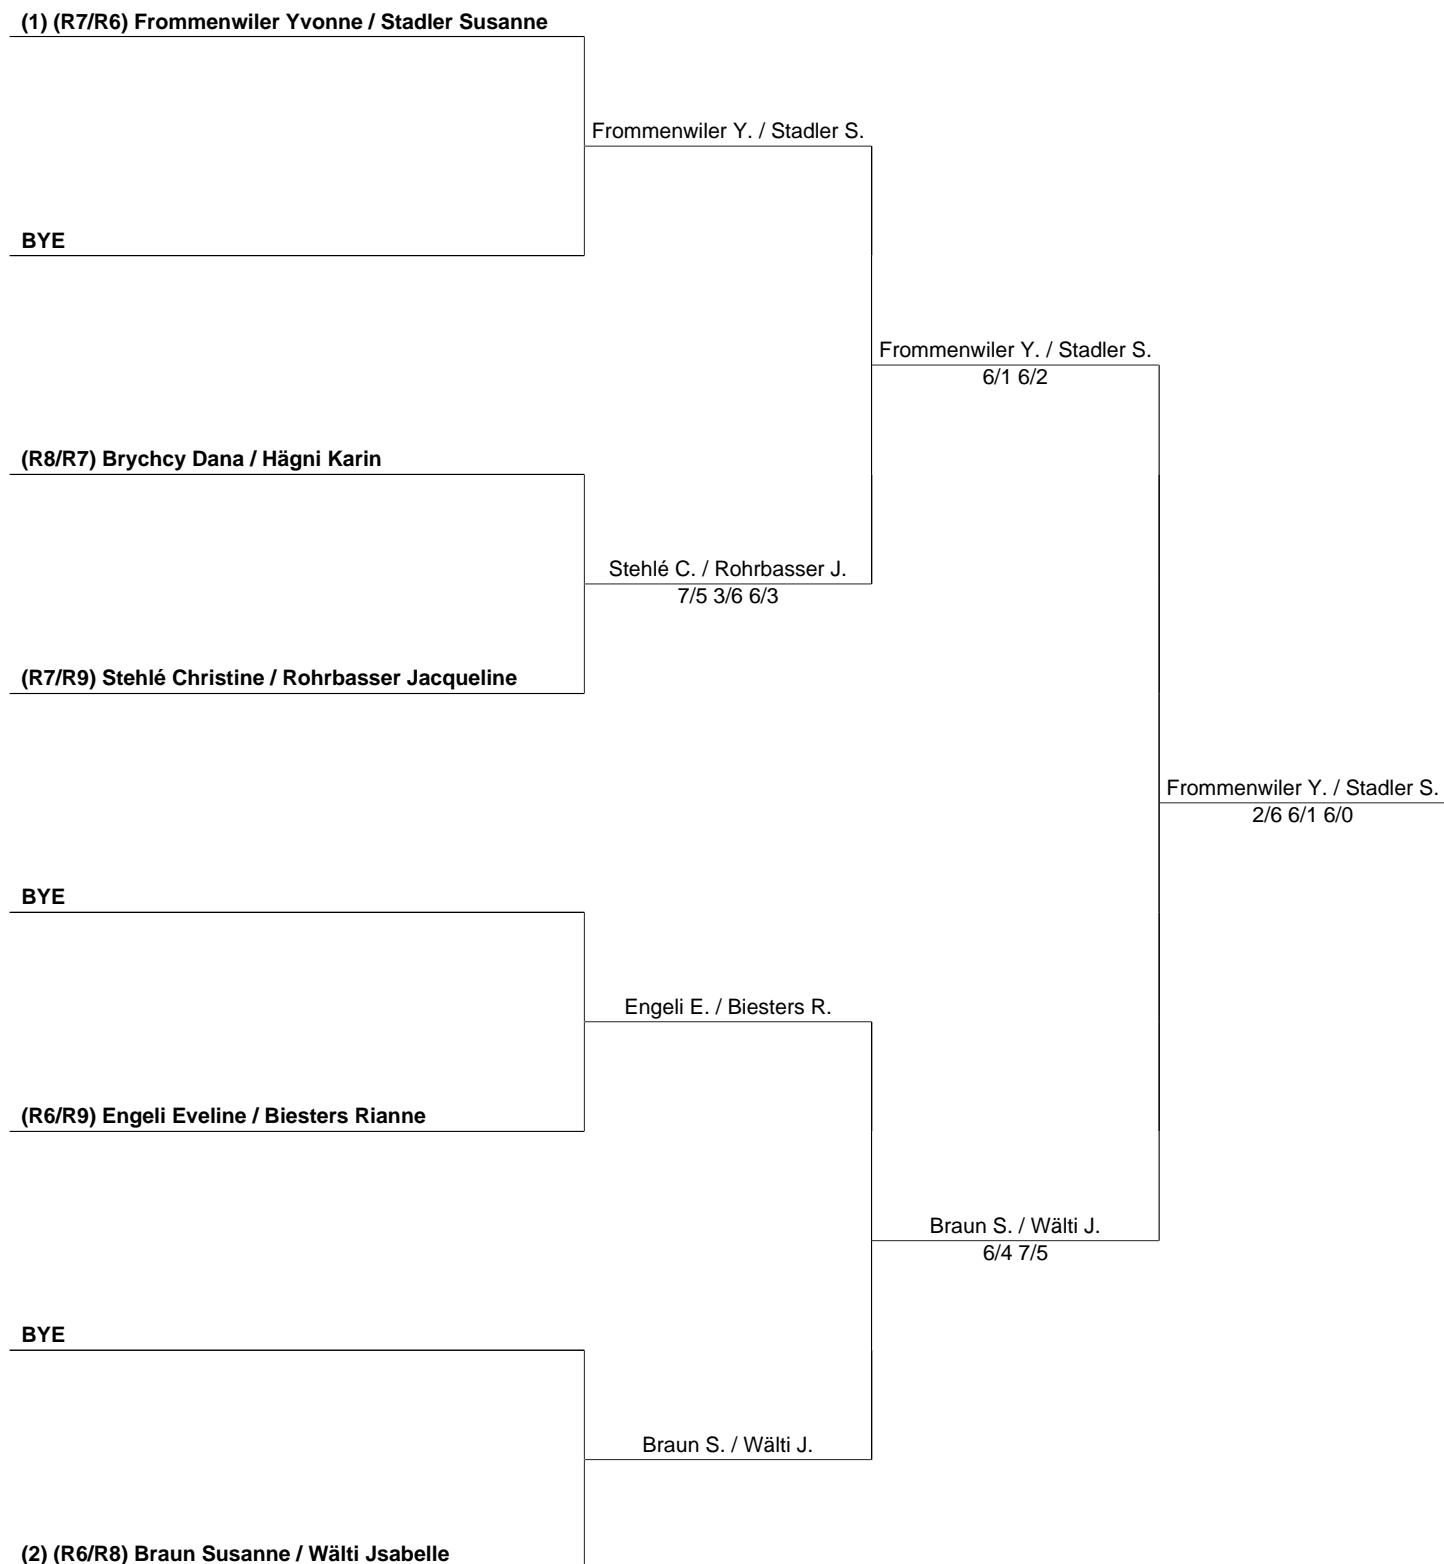 (1) (R7/R6) Frommenwiler Yvonne / Stadler Susanne
Frommenwiler Y. / Stadler S.
BYE
Frommenwiler Y. / Stadler S.
6/1 6/2
(R8/R7) Brychcy Dana / Hägni Karin
Stehlé C. / Rohrbasser J.
7/5 3/6 6/3
(R7/R9) Stehlé Christine / Rohrbasser Jacqueline
Frommenwiler Y. / Stadler S.
2/6 6/1 6/0
BYE
Engeli E. / Biesters R.
(R6/R9) Engeli Eveline / Biesters Rianne
Braun S. / Wälti J.
6/4 7/5
BYE
Braun S. / Wälti J.
(2) (R6/R8) Braun Susanne / Wälti Jsabelle